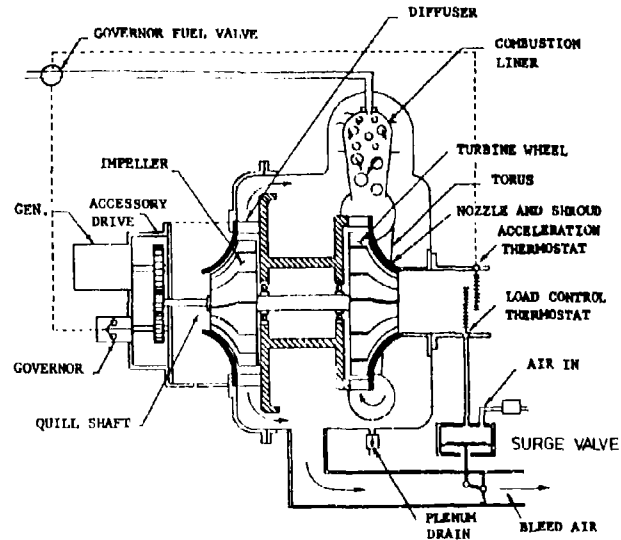 DIFFUSER
GOVERNOR FUEL VALVE
COMBUSTION
LINER
IMPELLER
TURBINE WHEEL
TORUS
ACCESSORY
DRIVE
GEN.
NOZZLE AND SHROUD
ACCELERATION
THERMOSTAT
LOAD CONTROL
THERMOSTAT
GOVERNOR
AIR IN
QUILL SHAFT
SURGE VALVE
PLENUM
DRAIN
BLEED AIR